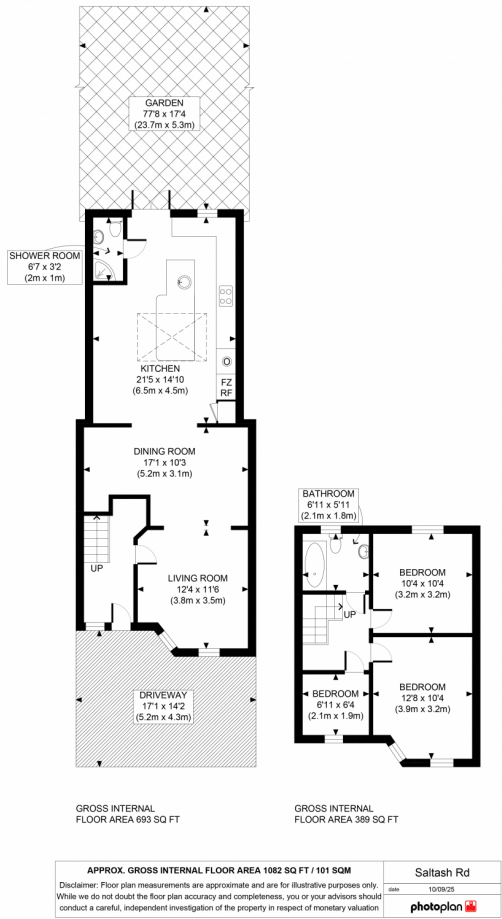 GARDEN
77'8 x 17'4
(23.7m x 5.3m)
SHOWER ROOM
6'7 x 3'2
(2m x 1m)
KITCHEN
21'5 x 14'10
(6.5m x 4.5m)
FZ
RF
DINING ROOM
17'1 x 10'3
(5.2m x 3.1m)
UP
LIVING ROOM
12'4 x 11'6
(3.8m x 3.5m)
DRIVEWAY
17'1 x 14'2
(5.2m x 4.3m)
GROSS INTERNAL
FLOOR AREA 693 SQ FT
BATHROOM
6'11 x 5'11
(2.1m x 1.8m)
BEDROOM
10'4 x 10'4
(3.2m x 3.2m)
UP
BEDROOM
6'11 x 6'4
(2.1m x 1.9m)
BEDROOM
12'8 x 10'4
(3.9m x 3.2m)
GROSS INTERNAL
FLOOR AREA 389 SQ FT
APPROX. GROSS INTERNAL FLOOR AREA 1082 SQ FT / 101 SQM
Disclaimer: Floor plan measurements are approximate and are for illustrative purposes only.
While we do not doubt the floor plan accuracy and completeness, you or your advisors should
conduct a careful, independent investigation of the property in respect of monetary valuation
Saltash Rd
date 10/09/25
photoplan